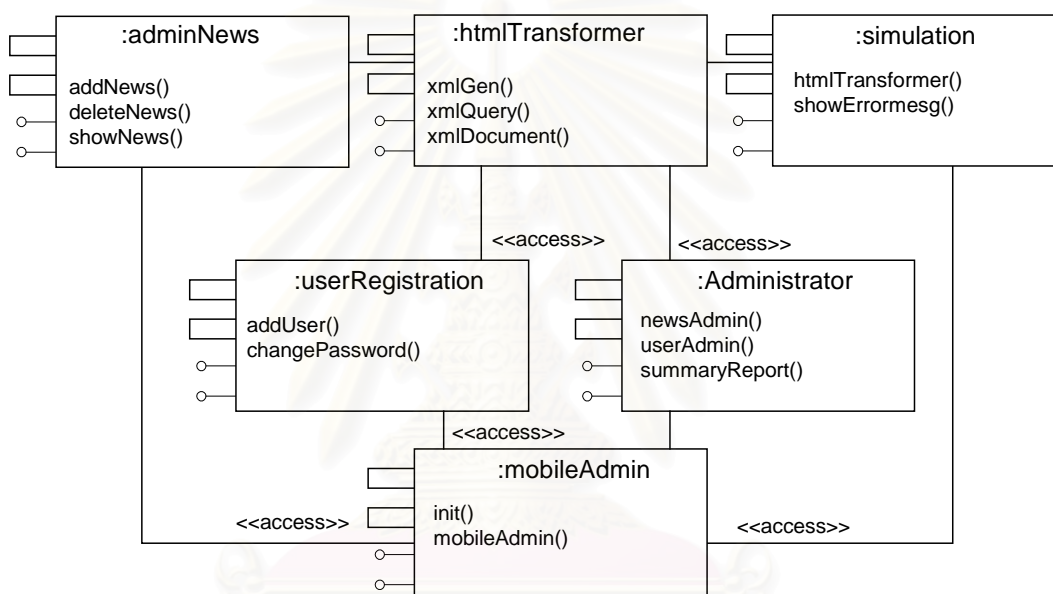 :adminNews
addNews()
deleteNews()
showNews()
:htmlTransformer
xmlGen()
xmlQuery()
xmlDocument()
:simulation
htmlTransformer()
showErrormesg()
<<access>>
<<access>>
:userRegistration
addUser()
changePassword()
:Administrator
newsAdmin()
userAdmin()
summaryReport()
<<access>>
:mobileAdmin
init()
mobileAdmin()
<<access>>
<<access>>